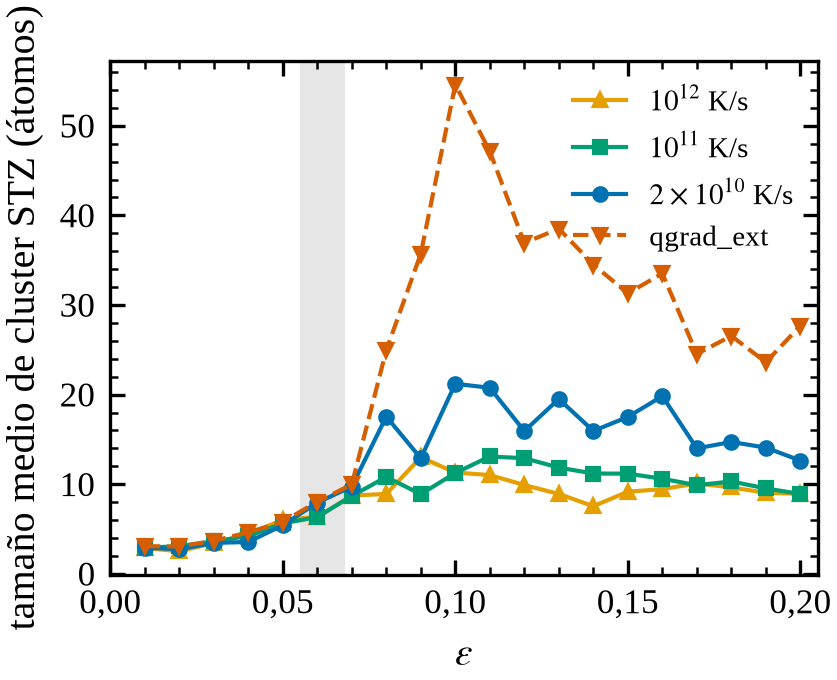 tamaño medio de cluster STZ (átomos)
50
40
30
20
10
0
0,00 0,05 0,10 0,15 0,20
ε
10¹² K/s
10¹¹ K/s
2 × 10¹⁰ K/s
qgrad_ext